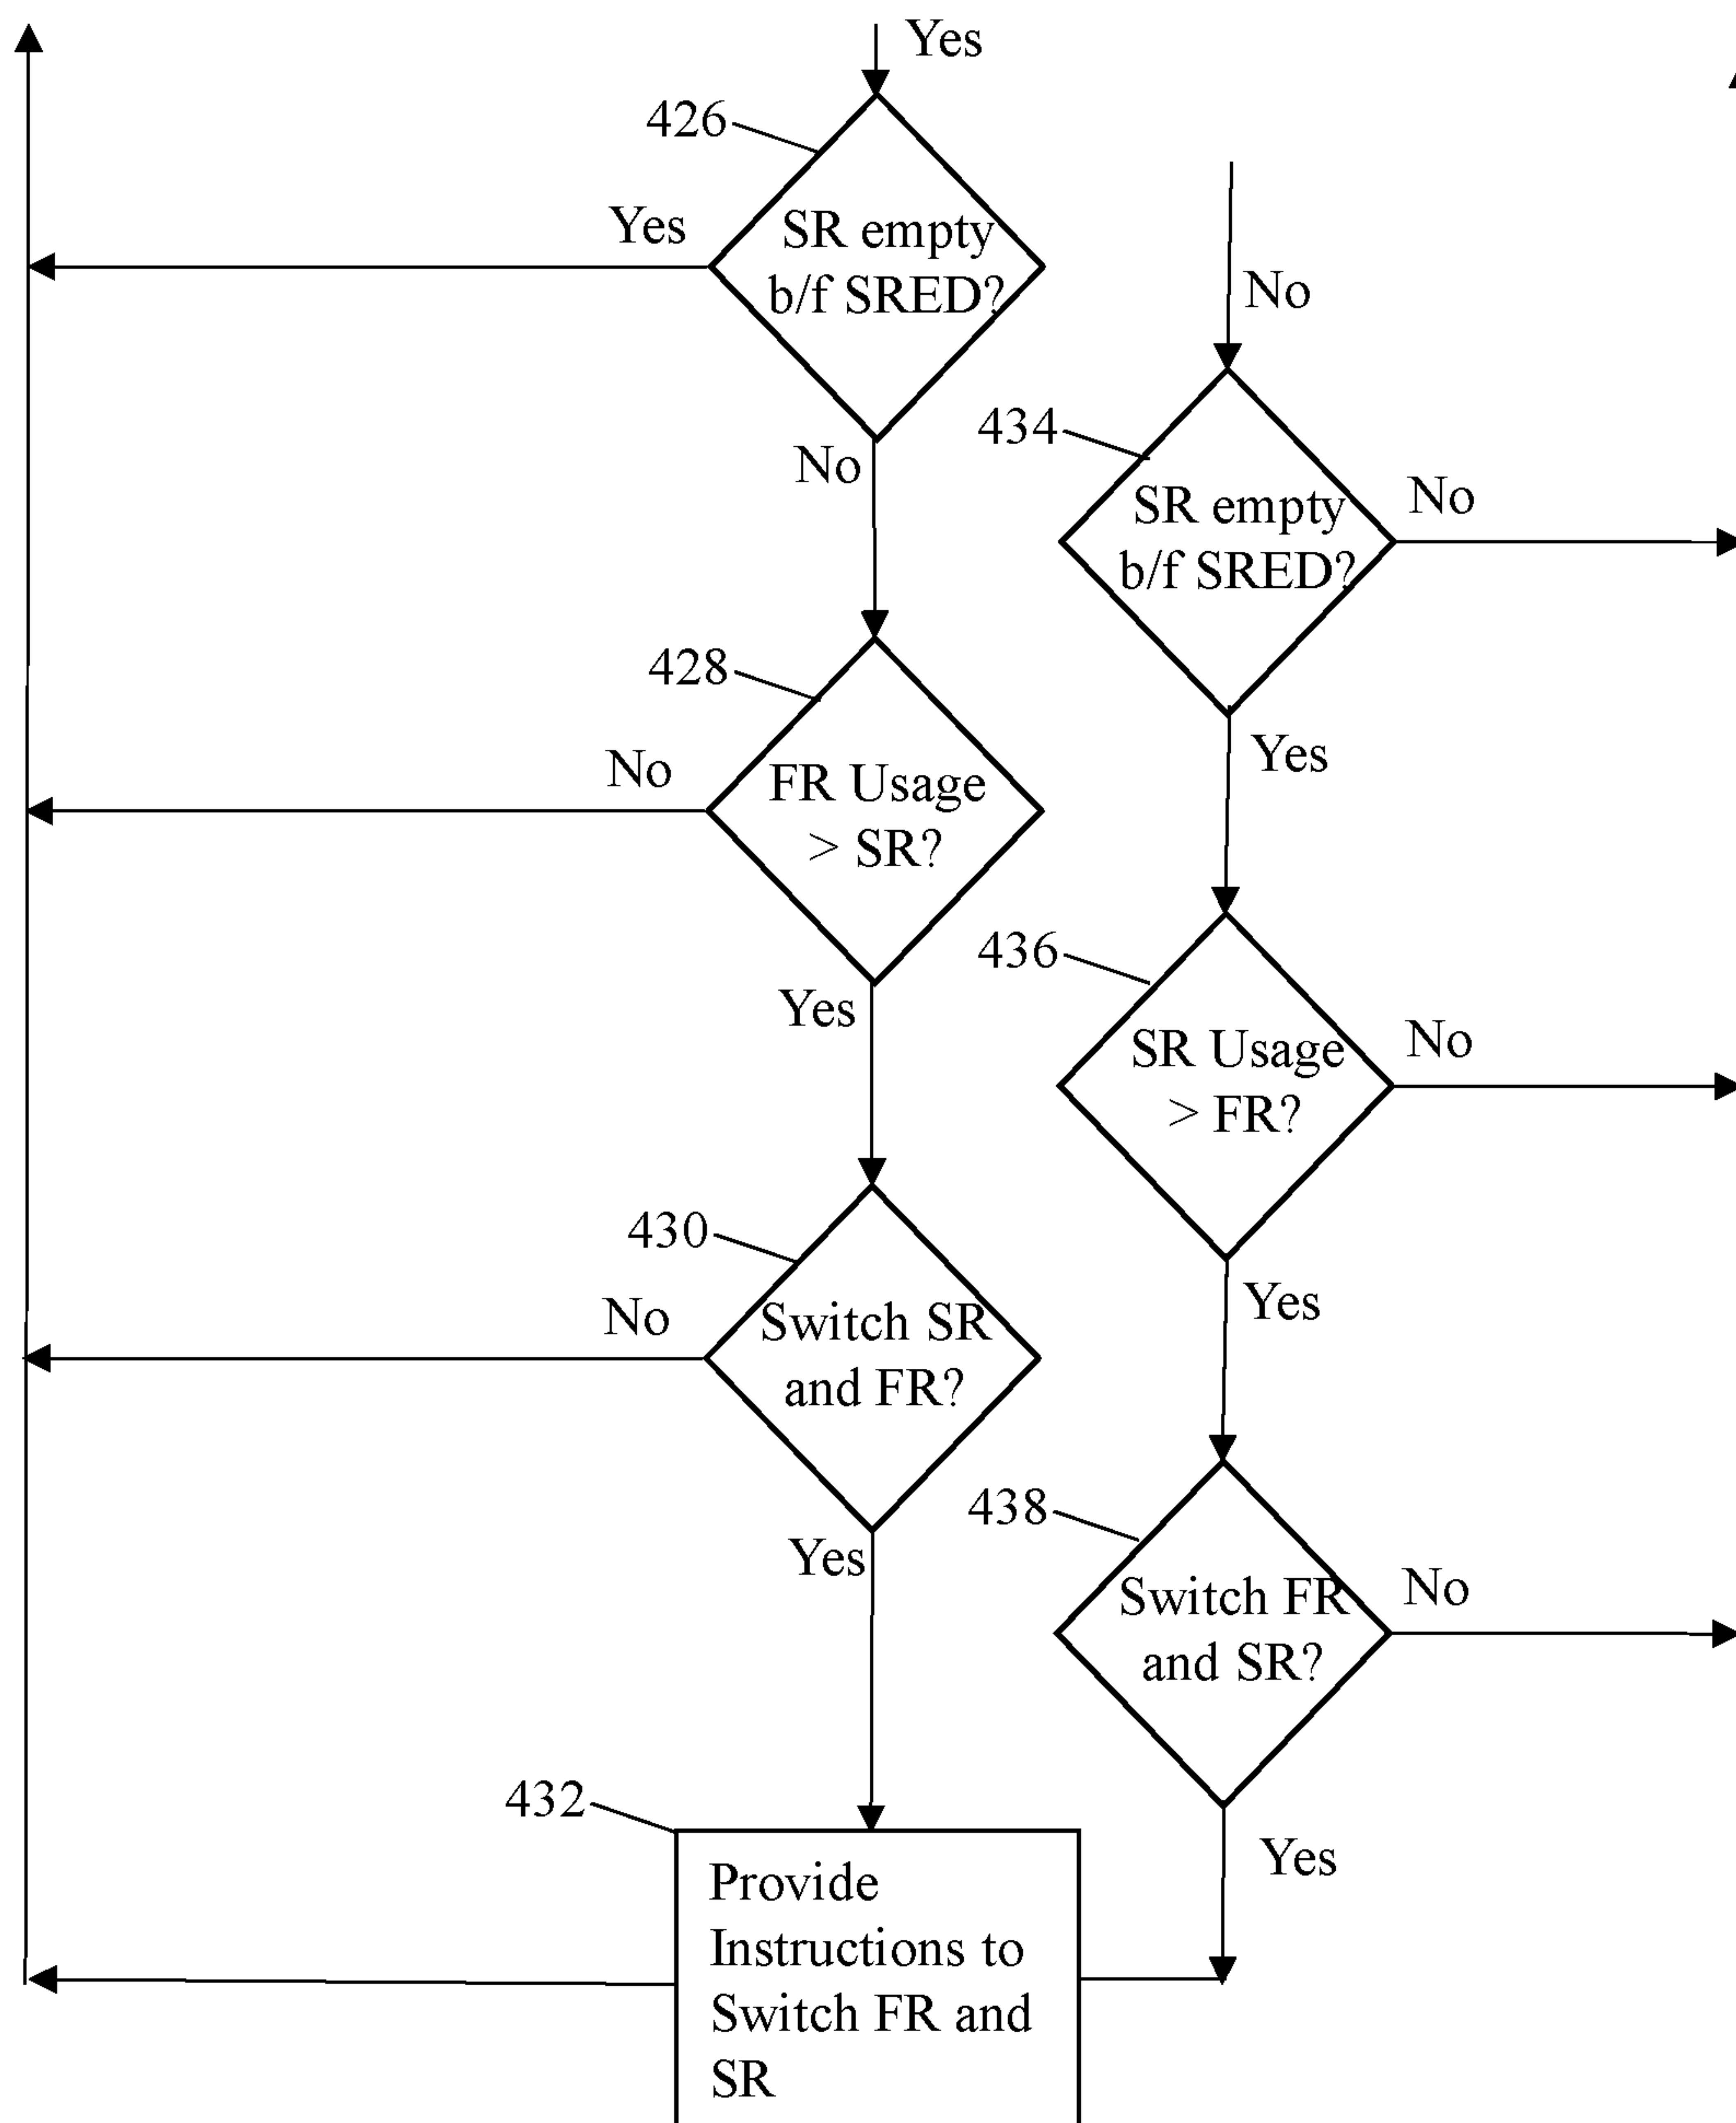 Yes
426
Yes
SR empty
b/f SRED?
No
No
434
SR empty
b/f SRED?
No
428
No
FR Usage
> SR?
Yes
436
SR Usage
> FR?
No
Yes
430
No
Switch SR
and FR?
Yes
438
Switch FR
and SR?
No
Yes
432
Provide
Instructions to
Switch FR and
SR
Yes